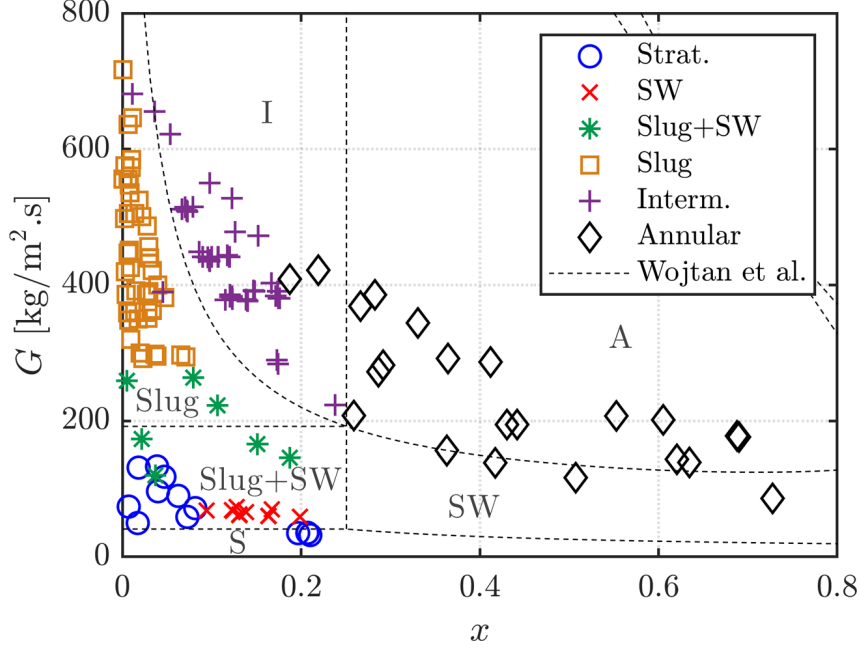 800
600
400
200
0
G [kg/m².s]
0
0.2
0.4
0.6
0.8
x
I
A
Slug
Slug+SW
SW
S
Strat.
SW
Slug+SW
Slug
Interm.
Annular
Wojtan et al.